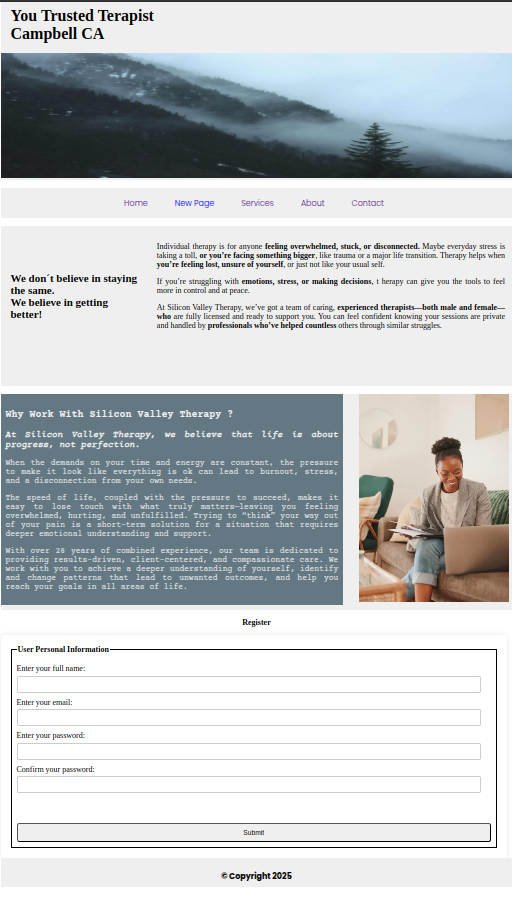 You Trusted Terapist
Campbell CA
Home New Page Services About Contact
We don´t believe in staying
the same.
We believe in getting
better!
Individual therapy is for anyone feeling overwhelmed, stuck, or disconnected. Maybe everyday stress is
taking a toll, or you're facing something bigger, like trauma or a major life transition. Therapy helps when
you're feeling lost, unsure of yourself, or just not like your usual self.
If you're struggling with emotions, stress, or making decisions, t herapy can give you the tools to feel
more in control and at peace.
At Silicon Valley Therapy, we've got a team of caring, experienced therapists—both male and female—
who are fully licensed and ready to support you. You can feel confident knowing your sessions are private
and handled by professionals who've helped countless others through similar struggles.
Why Work With Silicon Valley Therapy ?
At Silicon Valley Therapy, we believe that life is about
progress, not perfection.
When the demands on your time and energy are constant, the pressure
to make it look like everything is ok can lead to burnout, stress,
and a disconnection from your own needs.
The speed of life, coupled with the pressure to succeed, makes it
easy to lose touch with what truly matters—leaving you feeling
overwhelmed, hurting, and unfulfilled. Trying to “think” your way out
of your pain is a short-term solution for a situation that requires
deeper emotional understanding and support.
With over 20 years of combined experience, our team is dedicated to
providing results-driven, client-centered, and compassionate care. We
work with you to achieve a deeper understanding of yourself, identify
and change patterns that lead to unwanted outcomes, and help you
reach your goals in all areas of life.
Register
User Personal Information
Enter your full name:
Enter your email:
Enter your password:
Confirm your password:
Submit
© Copyright 2025